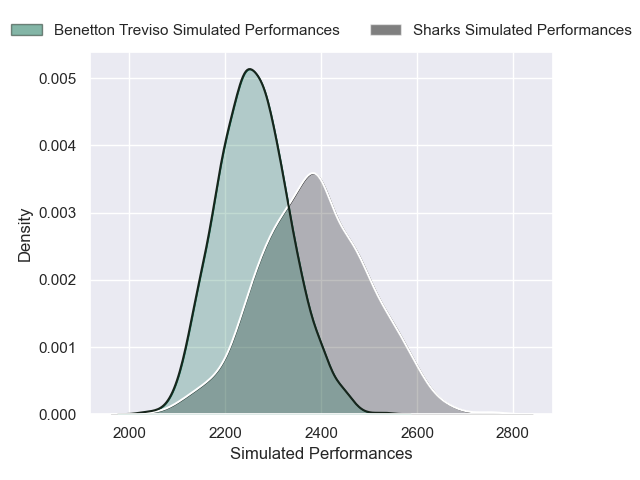 Benetton Treviso Simulated Performances
Sharks Simulated Performances
0.005
0.004
0.003
0.002
0.001
0.000
Density
2000 2200 2400 2600 2800
Simulated Performances